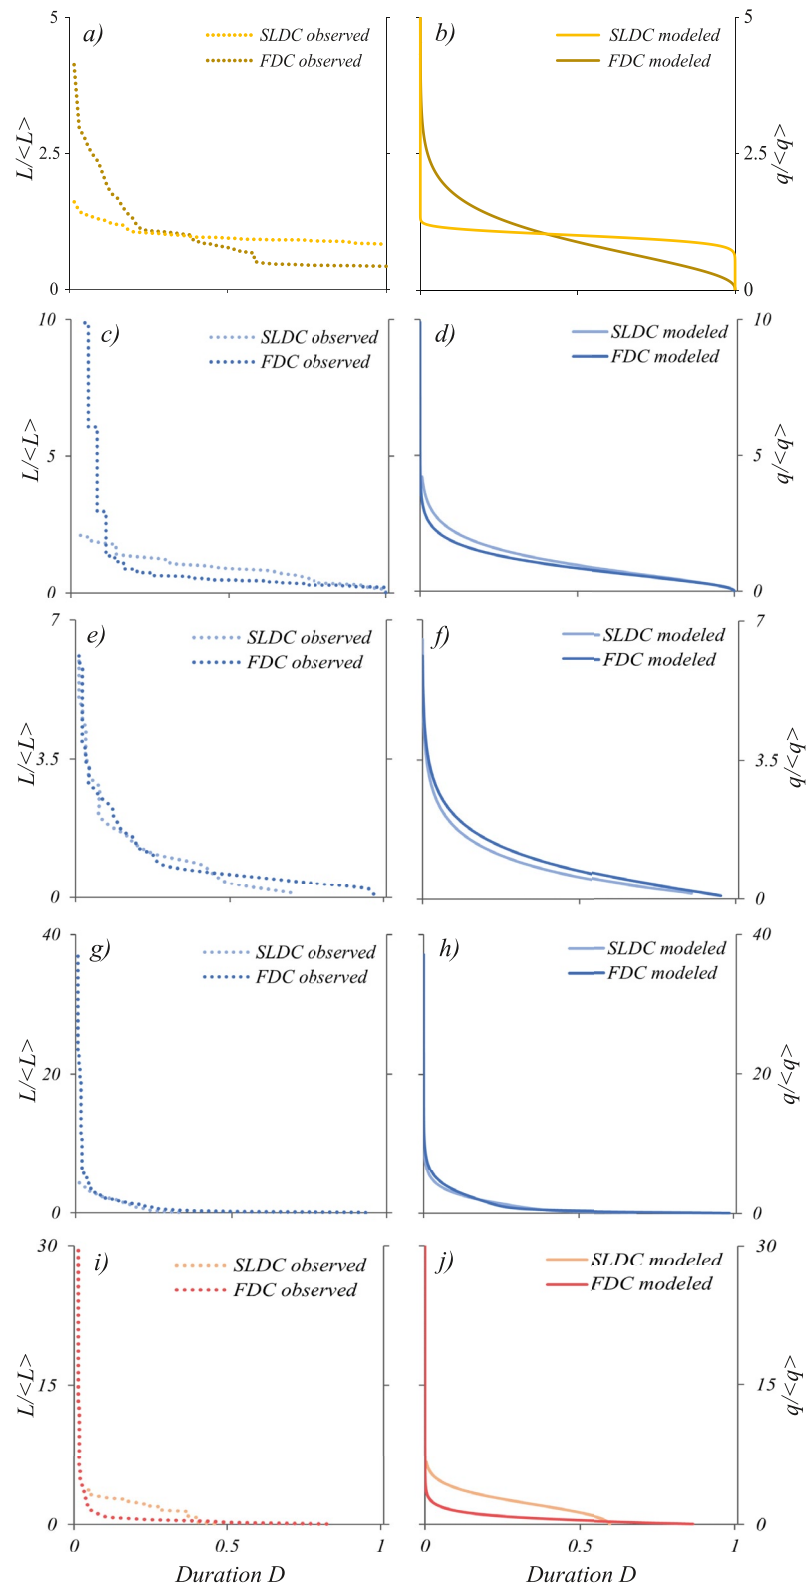 a)
SLDC observed
FDC observed
5
2.5
0
L/<L>
b)
SLDC modeled
FDC modeled
5
2.5
0
q/<q>
c)
SLDC observed
FDC observed
10
5
0
L/<L>
d)
SLDC modeled
FDC modeled
10
5
0
q/<q>
e)
SLDC observed
FDC observed
7
3.5
0
L/<L>
f)
SLDC modeled
FDC modeled
7
3.5
0
q/<q>
g)
SLDC observed
FDC observed
40
20
0
L/<L>
h)
SLDC modeled
FDC modeled
40
20
0
q/<q>
i)
SLDC observed
FDC observed
30
15
0
L/<L>
0 0.5 1
Duration D
j)
SLDC modeled
FDC modeled
30
15
0
q/<q>
0 0.5 1
Duration D